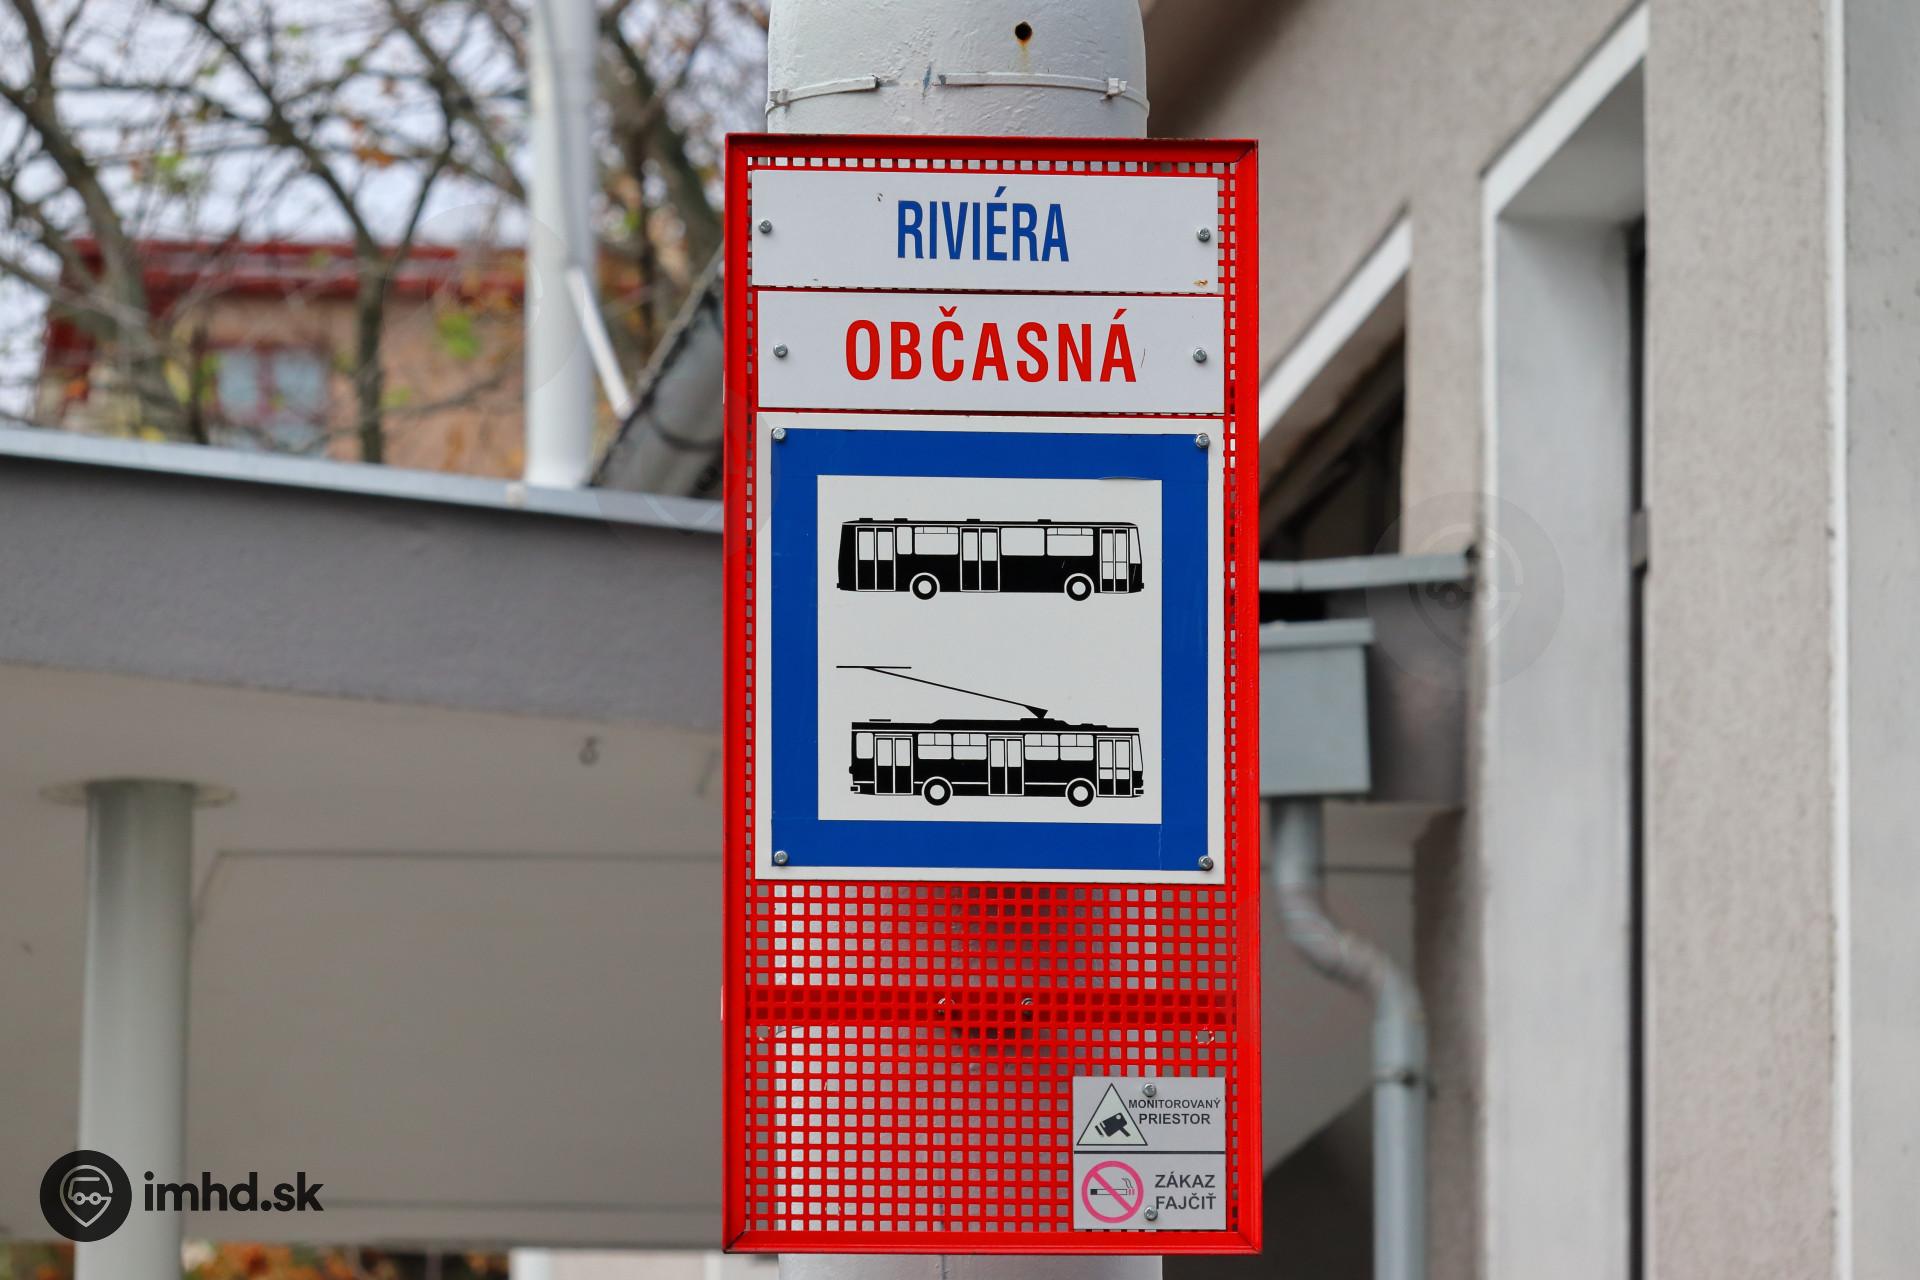 RIVIÉRA
OBČASNÁ
MONITOROVANÝ
PRIESTOR
ZÁKAZ
FAJČIŤ
imhd.sk